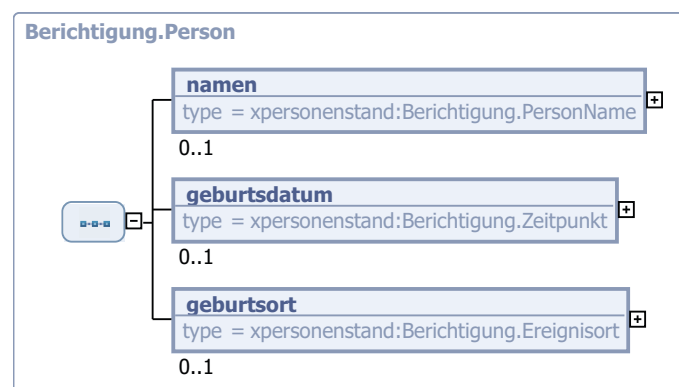 Berichtigung.Person
namen
type = xpersonenstand:Berichtigung.PersonName
0..1
geburtsdatum
type = xpersonenstand:Berichtigung.Zeitpunkt
0..1
geburtsort
type = xpersonenstand:Berichtigung.Ereignisort
0..1